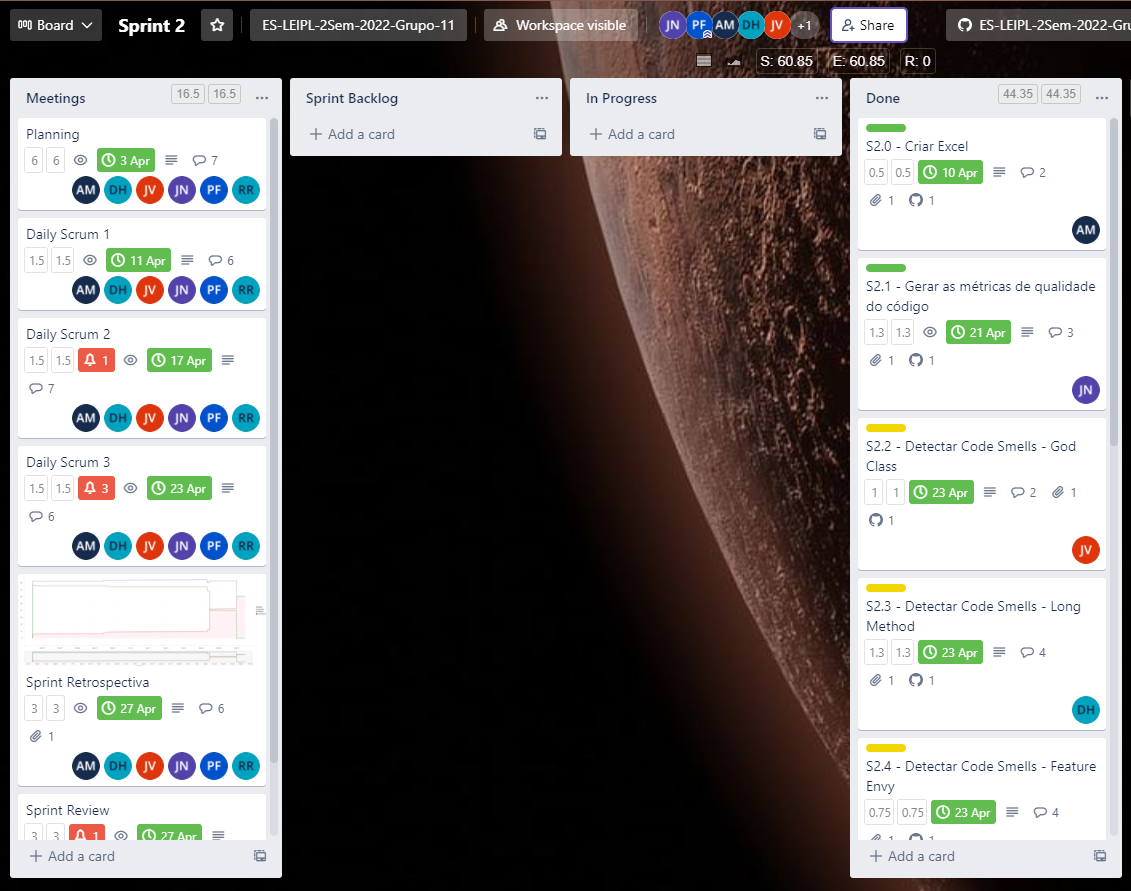 Board
Sprint 2
ES-LEIPL-2Sem-2022-Grupo-11
Workspace visible
JN PF AM DH JV +1
Share
ES-LEIPL-2Sem-2022-Gru
S: 60.85 E: 60.85 R: 0
Meetings 16.5 16.5
Planning
6 6 3 Apr 7
AM DH JV JN PF RR
Daily Scrum 1
1.5 1.5 11 Apr 6
AM DH JV JN PF RR
Daily Scrum 2
1.5 1.5 1 17 Apr
7
AM DH JV JN PF RR
Daily Scrum 3
1.5 1.5 3 23 Apr
6
AM DH JV JN PF RR
Sprint Retrospectiva
3 3 27 Apr 6
1
AM DH JV JN PF RR
Sprint Review
3 3 1 27 Apr
+ Add a card
Sprint Backlog
+ Add a card
In Progress
+ Add a card
Done 44.35 44.35
S2.0 - Criar Excel
0.5 0.5 10 Apr 2
1 1
AM
S2.1 - Gerar as métricas de qualidade
do código
1.3 1.3 21 Apr 3
1 1
JN
S2.2 - Detectar Code Smells - God
Class
1 1 23 Apr 2 1
1
JV
S2.3 - Detectar Code Smells - Long
Method
1.3 1.3 23 Apr 4
1 1
DH
S2.4 - Detectar Code Smells - Feature
Envy
0.75 0.75 23 Apr 4
1 1
+ Add a card